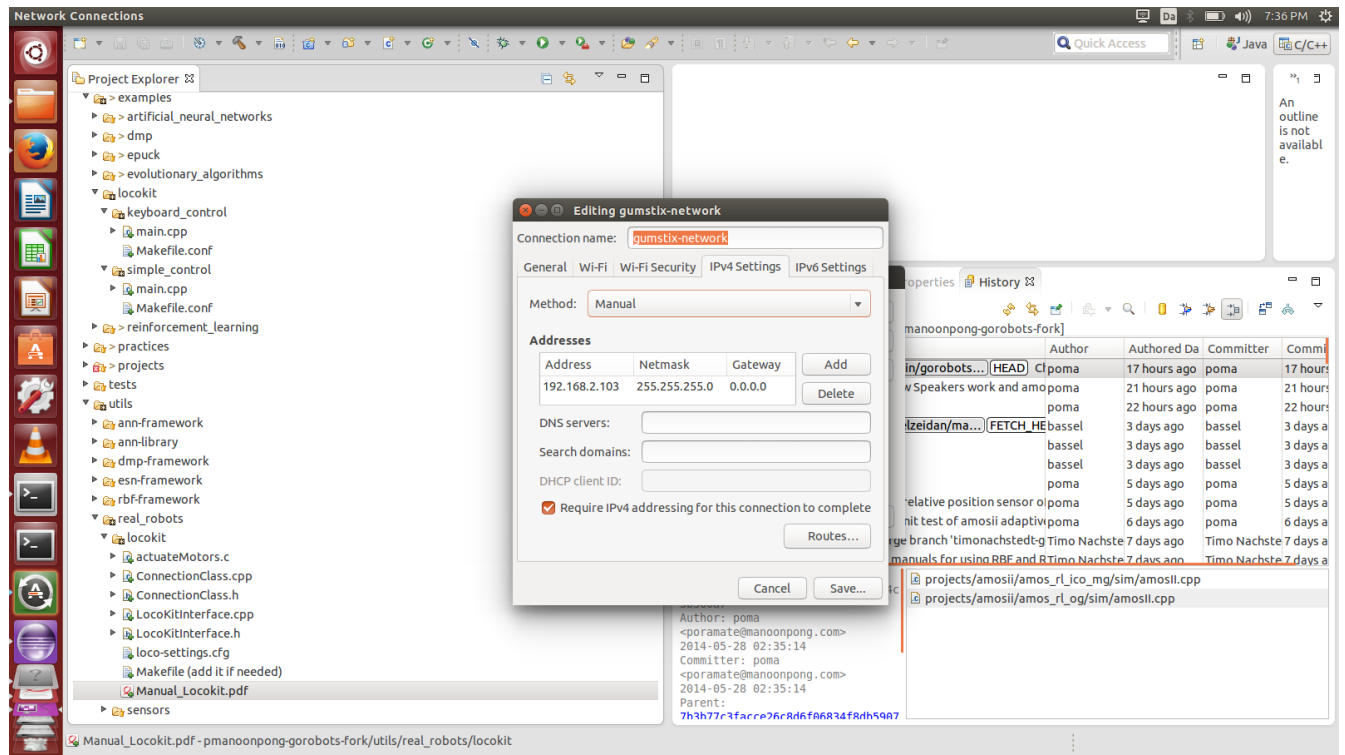 Network Connections
Da
7:36 PM
Quick Access
Java
C/C++
Project Explorer
> examples
> artificial_neural_networks
> dmp
> epuck
> evolutionary_algorithms
locokit
keyboard_control
main.cpp
Makefile.conf
simple_control
main.cpp
Makefile.conf
> reinforcement_learning
> practices
> projects
tests
utils
ann-framework
ann-library
dmp-framework
esn-framework
rbf-framework
real_robots
locokit
actuateMotors.c
ConnectionClass.cpp
ConnectionClass.h
LocoKitInterface.cpp
LocoKitInterface.h
loco-settings.cfg
Makefile (add it if needed)
Manual_Locokit.pdf
sensors
An
outline
is not
availabl
e.
Editing gumstix-network
Connection name: gumstix-network
General Wi-Fi Wi-Fi Security IPv4 Settings IPv6 Settings
Method: Manual
Addresses
Address Netmask Gateway
192.168.2.103 255.255.255.0 0.0.0.0
Add
Delete
DNS servers:
Search domains:
DHCP client ID:
Require IPv4 addressing for this connection to complete
Routes...
Cancel Save...
roperties History
manoonpong-gorobots-fork]
Author Authored Da Committer Commi
in/gorobots... HEAD Cl poma 17 hours ago poma 17 hours
w Speakers work and amo poma 21 hours ago poma 21 hours
poma 22 hours ago poma 22 hours
elzeidan/ma... FETCH_HE bassel 3 days ago bassel 3 days a
bassel 3 days ago bassel 3 days a
bassel 3 days ago bassel 3 days a
poma 5 days ago poma 5 days a
relative position sensor of poma 5 days ago poma 5 days a
nit test of amosii adaptive poma 6 days ago poma 6 days a
rge branch 'timonachstedt-g Timo Nachste 7 days ago Timo Nachste 7 days a
manuals for using RBF and R Timo Nachste 7 days ago Timo Nachste 7 days a
projects/amosii/amos_rl_ico_mg/sim/amosII.cpp
projects/amosii/amos_rl_og/sim/amosII.cpp
Author: poma
<poramate@manoonpong.com>
2014-05-28 02:35:14
Committer: poma
<poramate@manoonpong.com>
2014-05-28 02:35:14
Parent:
7b3b77c3facce26c8d6f06834f8db5907
Manual_Locokit.pdf - pmanoonpong-gorobots-fork/utils/real_robots/locokit